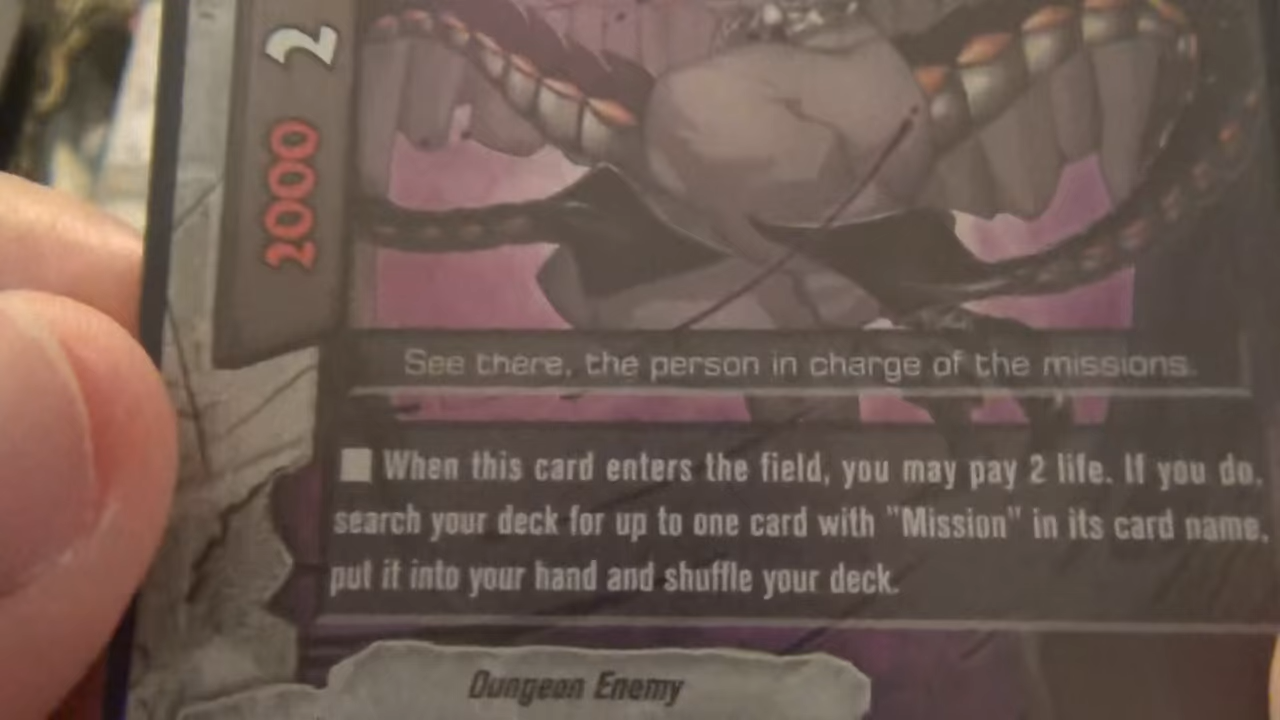 2
2000
See there, the person in charge of the missions.
When this card enters the field, you may pay 2 life. If you do,
search your deck for up to one card with "Mission" in its card name,
put it into your hand and shuffle your deck.
Dungeon Enemy